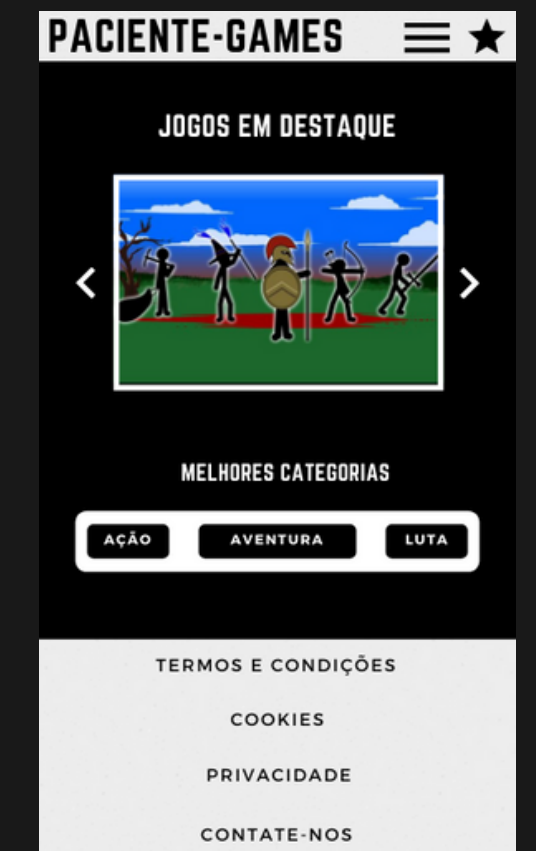 PACIENTE-GAMES
JOGOS EM DESTAQUE
MELHORES CATEGORIAS
AÇÃO AVENTURA LUTA
TERMOS E CONDIÇÕES
COOKIES
PRIVACIDADE
CONTATE-NOS